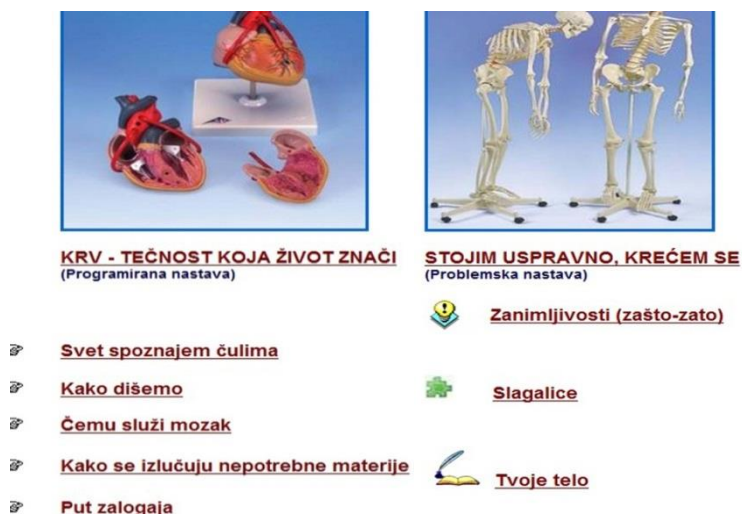 KRV - TEČNOST KOJA ŽIVOT ZNAČI
(Programirana nastava)
STOJIM USPRAVNO, KREĆEM SE
(Problemska nastava)
Svet spoznajem čulima
Kako dišemo
Čemu služi mozak
Kako se izlučuju nepotrebne materije
Put zalogaja
Zanimljivosti (zašto-zato)
Slagalice
Tvoje telo